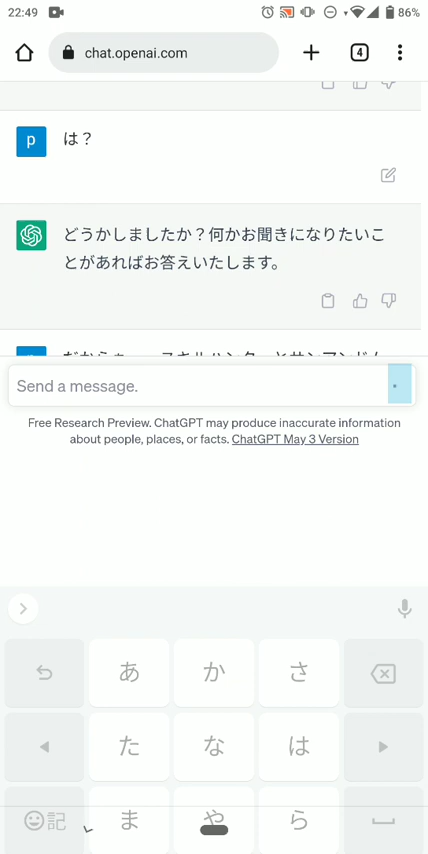 22:49
86%
chat.openai.com
4
p
は？
どうかしましたか？何かお聞きになりたいこ
とがあればお答えいたします。
Send a message.
Free Research Preview. ChatGPT may produce inaccurate information
about people, places, or facts. ChatGPT May 3 Version
あ
か
さ
た
な
は
記
ま
や
ら